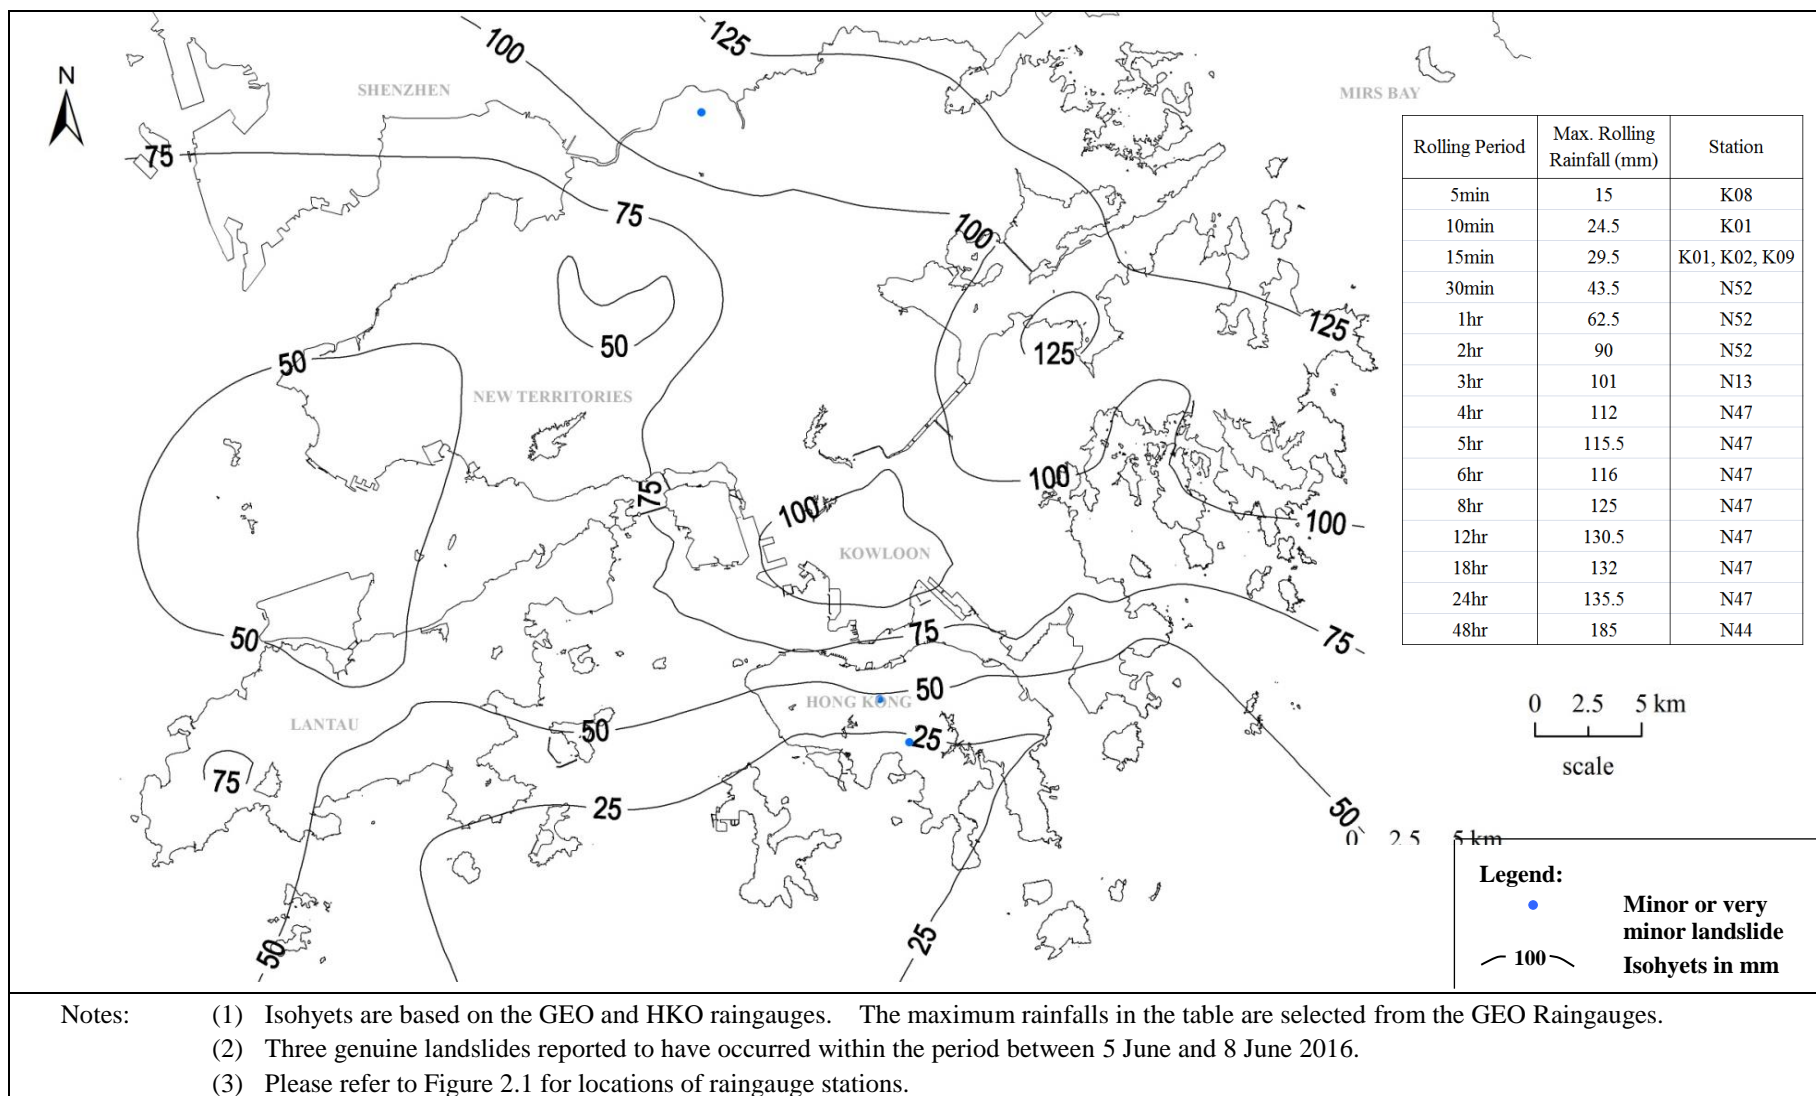 100
125
N
SHENZHEN
MIRS BAY
75
75
100
50
50
125
125
NEW TERRITORIES
75
100
100
100
KOWLOON
50
75
75
50
HONG KONG
LANTAU
50
25
75
25
50
50
25
Rolling Period Max. Rolling Rainfall (mm) Station
5min 15 K08
10min 24.5 K01
15min 29.5 K01, K02, K09
30min 43.5 N52
1hr 62.5 N52
2hr 90 N52
3hr 101 N13
4hr 112 N47
5hr 115.5 N47
6hr 116 N47
8hr 125 N47
12hr 130.5 N47
18hr 132 N47
24hr 135.5 N47
48hr 185 N44
0 2.5 5 km
scale
0 2.5 5 km
Legend:
Minor or very
minor landslide
100 Isohyets in mm
Notes: (1) Isohyets are based on the GEO and HKO raingauges. The maximum rainfalls in the table are selected from the GEO Raingauges.
(2) Three genuine landslides reported to have occurred within the period between 5 June and 8 June 2016.
(3) Please refer to Figure 2.1 for locations of raingauge stations.